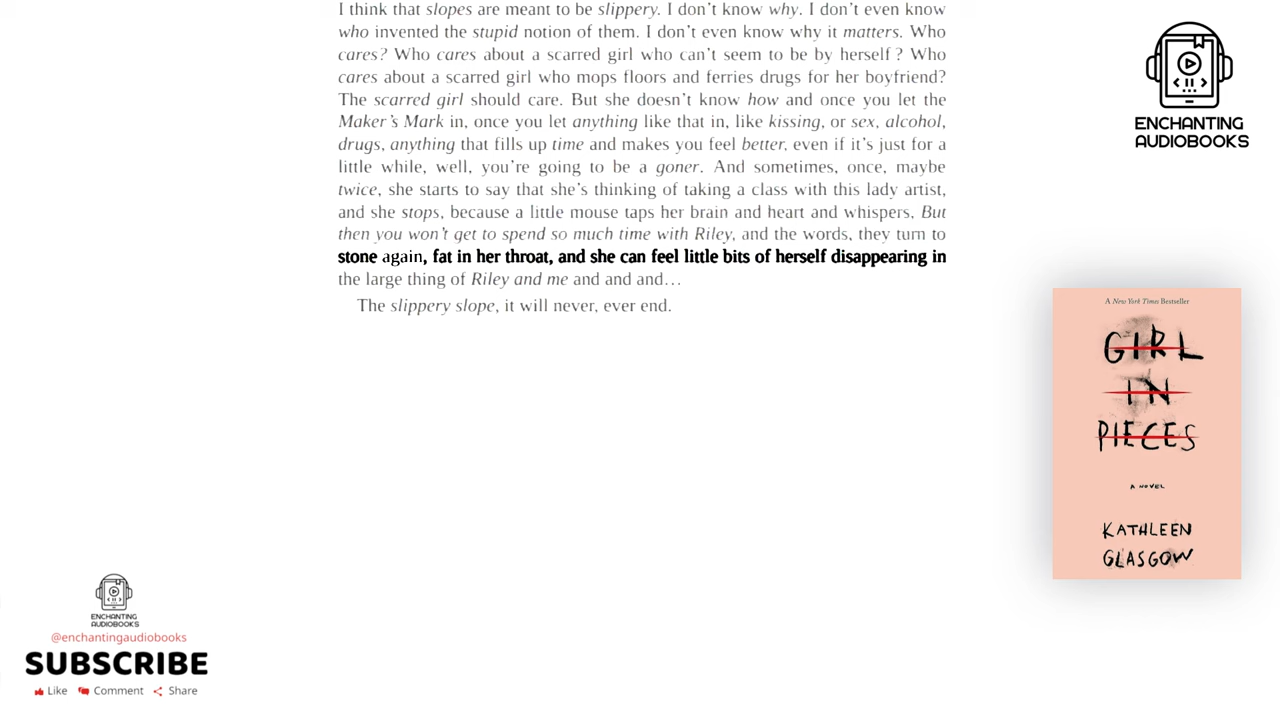 I think that slopes are meant to be slippery. I don't know why. I don't even know
who invented the stupid notion of them. I don't even know why it matters. Who
cares? Who cares about a scarred girl who can't seem to be by herself? Who
cares about a scarred girl who mops floors and ferries drugs for her boyfriend?
The scarred girl should care. But she doesn't know how and once you let the
Maker's Mark in, once you let anything like that in, like kissing, or sex, alcohol,
drugs, anything that fills up time and makes you feel better, even if it's just for a
little while, well, you're going to be a goner. And sometimes, once, maybe
twice, she starts to say that she's thinking of taking a class with this lady artist,
and she stops, because a little mouse taps her brain and heart and whispers, But
then you won't get to spend so much time with Riley, and the words, they turn to
stone again, fat in her throat, and she can feel little bits of herself disappearing in
the large thing of Riley and me and and and…
The slippery slope, it will never, ever end.
ENCHANTING
AUDIOBOOKS
A New York Times Bestseller
GIRL
IN
PIECES
A NOVEL
KATHLEEN
GLASGOW
ENCHANTING
AUDIOBOOKS
@enchantingaudiobooks
SUBSCRIBE
Like Comment Share